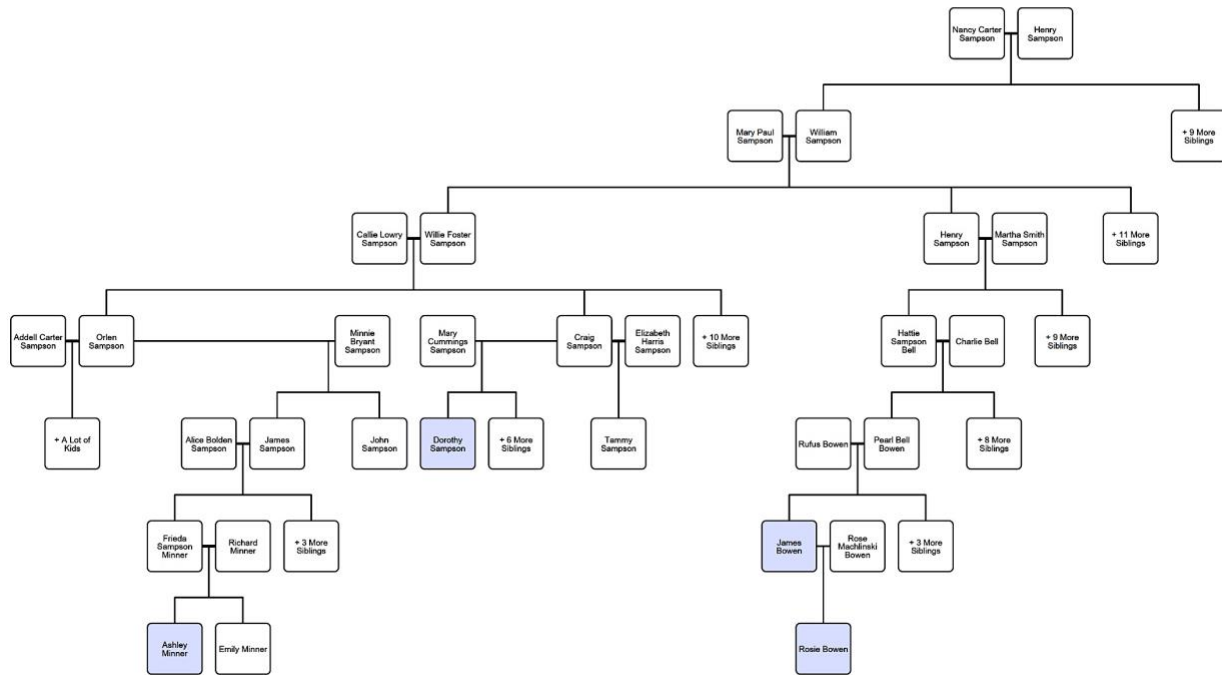 Nancy Carter
Sampson
Henry
Sampson
Mary Paul
Sampson
William
Sampson
+ 9 More
Siblings
Callie Lowry
Sampson
Willie Foster
Sampson
Henry
Sampson
Martha Smith
Sampson
+ 11 More
Siblings
Addell Carter
Sampson
Orlen
Sampson
Minnie
Bryant
Sampson
Mary
Cummings
Sampson
Craig
Sampson
Elizabeth
Harris
Sampson
+ 10 More
Siblings
Hattie
Sampson
Bell
Charlie Bell
+ 9 More
Siblings
+ A Lot of
Kids
Alice Bolden
Sampson
James
Sampson
John
Sampson
Dorothy
Sampson
+ 6 More
Siblings
Tammy
Sampson
Rufus Bowen
Pearl Bell
Bowen
+ 8 More
Siblings
Frieda
Sampson
Minner
Richard
Minner
+ 3 More
Siblings
James
Bowen
Rose
Machlinski
Bowen
+ 3 More
Siblings
Ashley
Minner
Emily Minner
Rosie Bowen